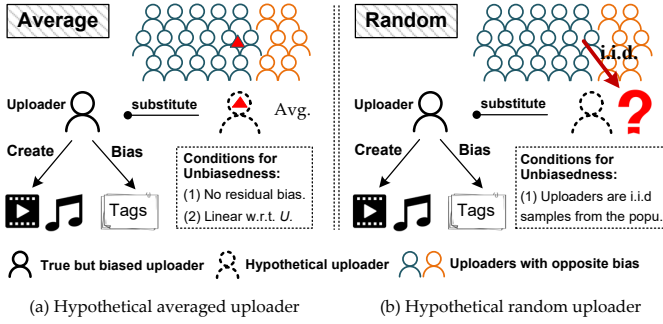 Average
Uploader
substitute
Avg.
Create
Bias
Tags
Conditions for
Unbiasedness:
(1) No residual bias.
(2) Linear w.r.t. U.
Random
i.i.d.
Uploader
substitute
?
Create
Bias
Tags
Conditions for
Unbiasedness:
(1) Uploaders are i.i.d
samples from the popu.
True but biased uploader
Hypothetical uploader
Uploaders with opposite bias
(a) Hypothetical averaged uploader
(b) Hypothetical random uploader